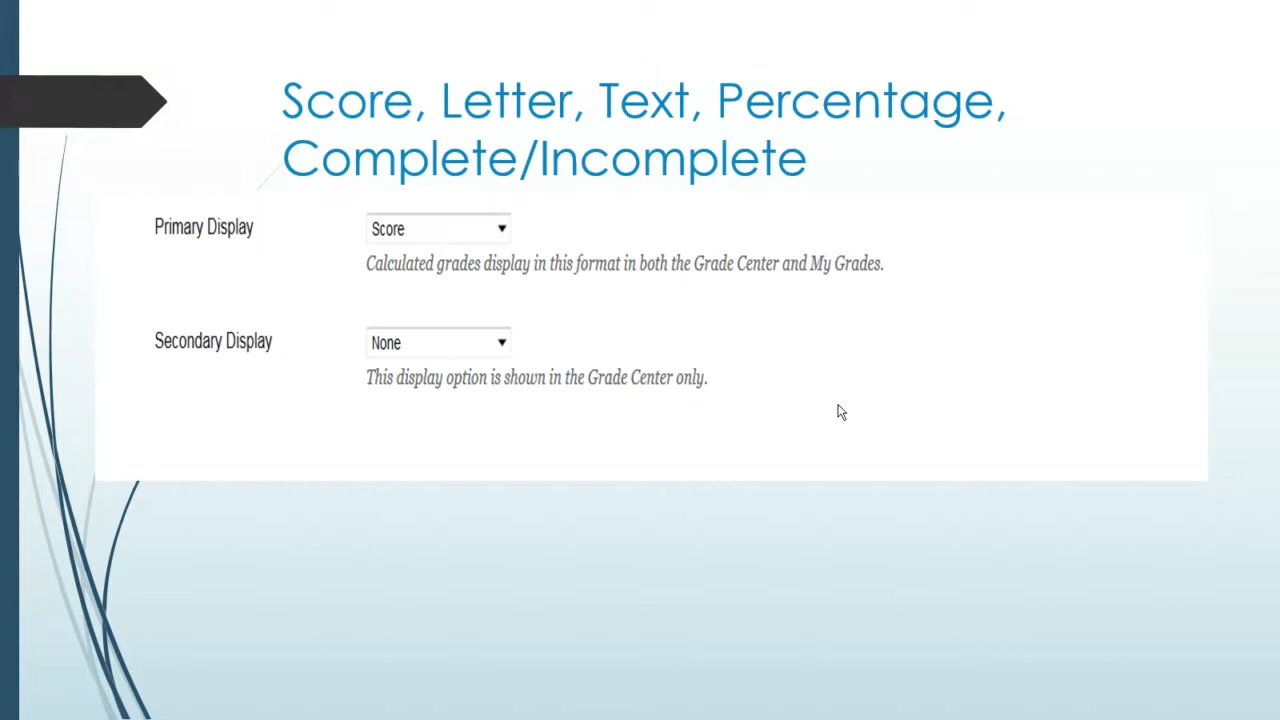 Score, Letter, Text, Percentage,
Complete/Incomplete
Primary Display
Score
Calculated grades display in this format in both the Grade Center and My Grades.
Secondary Display
None
This display option is shown in the Grade Center only.